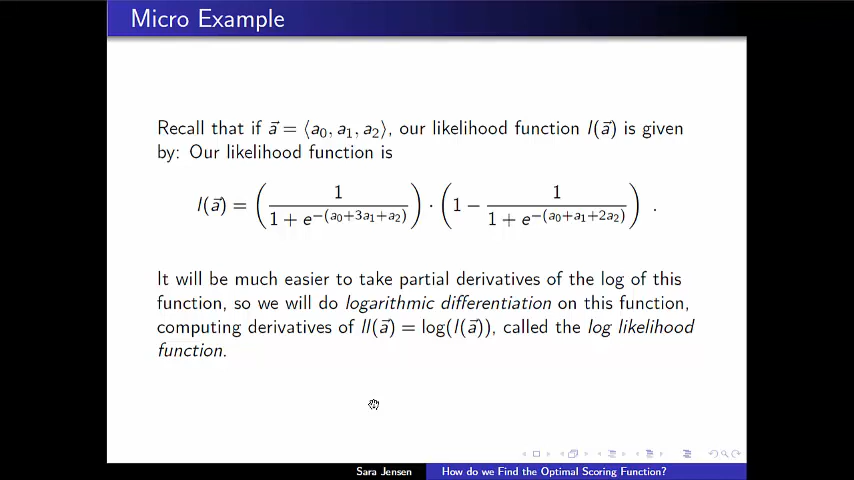 Micro Example
Recall that if a⃗ = ⟨a₀, a₁, a₂⟩, our likelihood function l(a⃗) is given
by: Our likelihood function is
l(a⃗) = (1 / (1 + e^−(a₀+3a₁+a₂))) · (1 − 1 / (1 + e^−(a₀+a₁+2a₂))) .
It will be much easier to take partial derivatives of the log of this
function, so we will do logarithmic differentiation on this function,
computing derivatives of ll(a⃗) = log(l(a⃗)), called the log likelihood
function.
Sara Jensen How do we Find the Optimal Scoring Function?